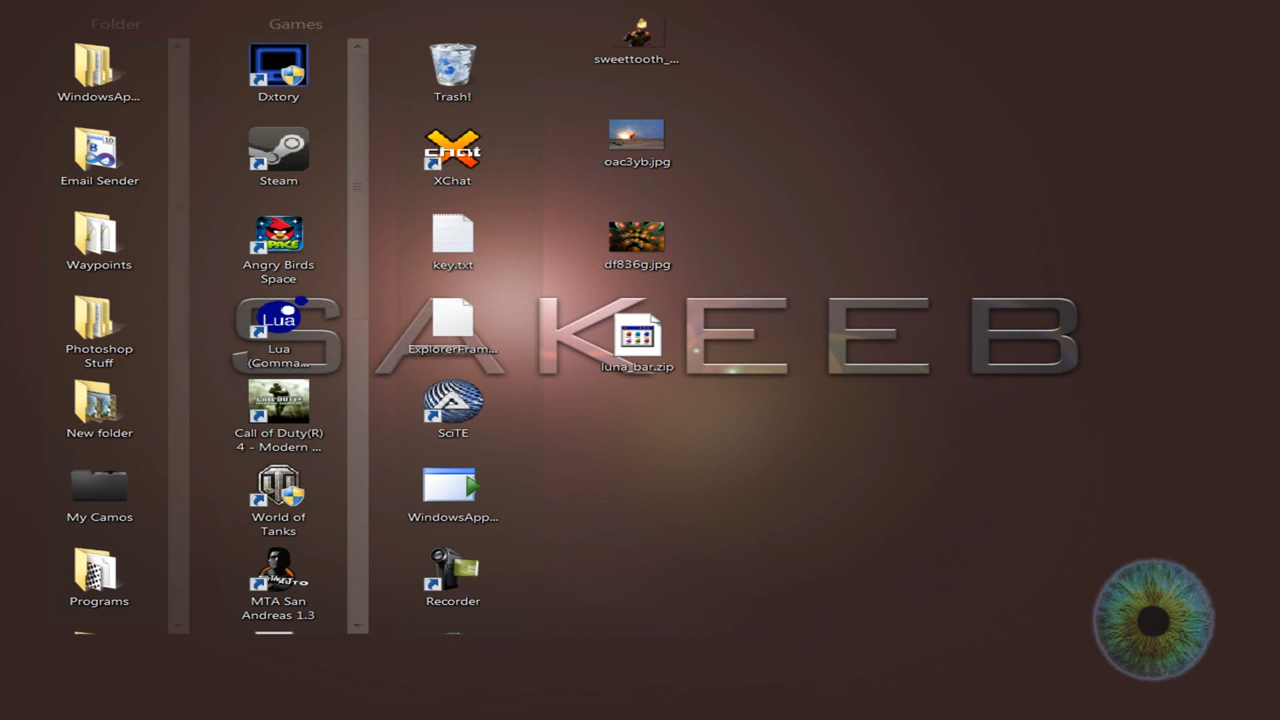 Folder
Games
WindowsAp...
Email Sender
Waypoints
Photoshop
Stuff
New folder
My Camos
Programs
Dxtory
Steam
Angry Birds
Space
Lua
Lua
(Comma...
Call of Duty(R)
4 - Modern ...
World of
Tanks
MTA San
Andreas 1.3
Trash!
X
chat
XChat
key.txt
ExplorerFram...
SciTE
WindowsApp...
Recorder
sweettooth_...
oac3yb.jpg
df836g.jpg
luna_bar.zip
SAKEEB